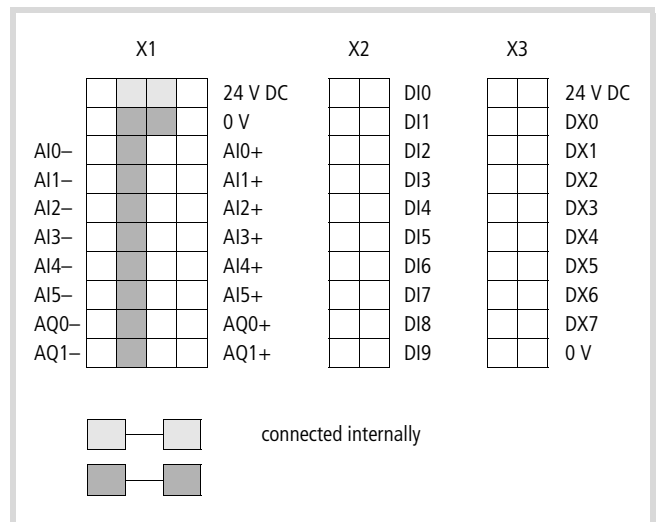 X1 X2 X3
24 V DC DI0 24 V DC
0 V DI1 DX0
AI0– AI0+ DI2 DX1
AI1– AI1+ DI3 DX2
AI2– AI2+ DI4 DX3
AI3– AI3+ DI5 DX4
AI4– AI4+ DI6 DX5
AI5– AI5+ DI7 DX6
AQ0– AQ0+ DI8 DX7
AQ1– AQ1+ DI9 0 V
connected internally